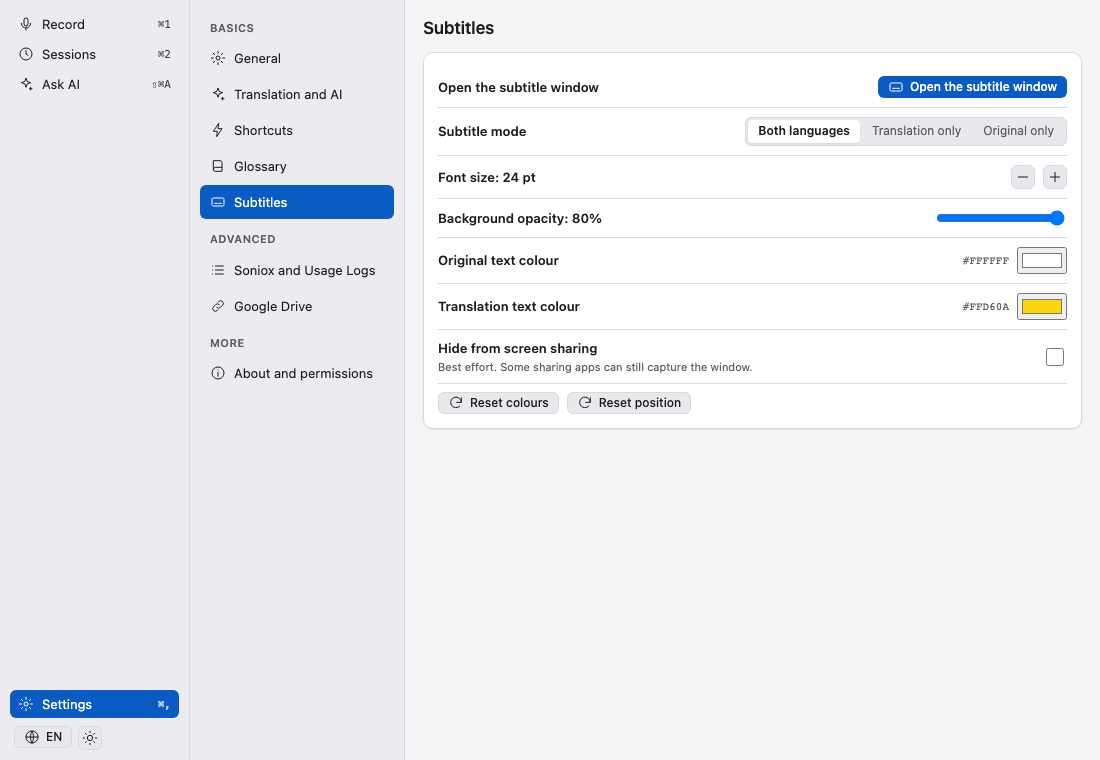 Record ⌘1
Sessions ⌘2
Ask AI ⇧⌘A
Settings ⌘,
EN
BASICS
General
Translation and AI
Shortcuts
Glossary
Subtitles
ADVANCED
Soniox and Usage Logs
Google Drive
MORE
About and permissions
Subtitles
Open the subtitle window Open the subtitle window
Subtitle mode Both languages Translation only Original only
Font size: 24 pt
Background opacity: 80%
Original text colour #FFFFFF
Translation text colour #FFD60A
Hide from screen sharing
Best effort. Some sharing apps can still capture the window.
Reset colours Reset position